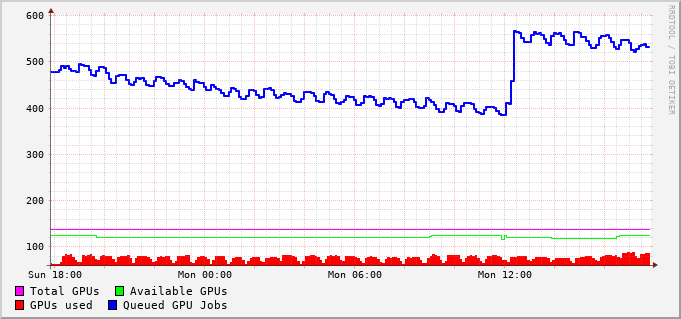 600
500
400
300
200
100
Sun 18:00 Mon 00:00 Mon 06:00 Mon 12:00
Total GPUs Available GPUs
GPUs used Queued GPU Jobs
RRDTOOL / TOBI OETIKER